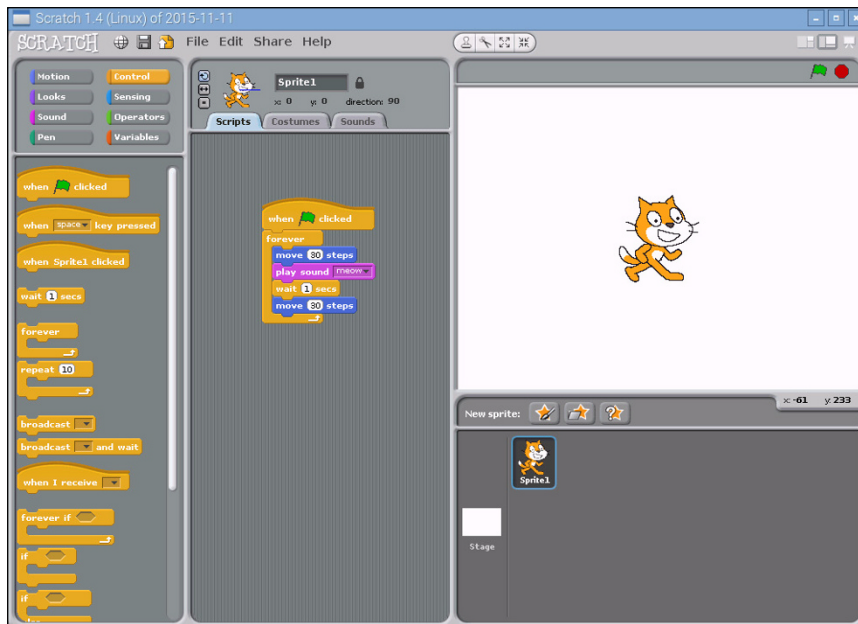 Scratch 1.4 (Linux) of 2015-11-11
SCRATCH File Edit Share Help
Motion Control
Looks Sensing
Sound Operators
Pen Variables
when clicked
when space key pressed
when Sprite1 clicked
wait 1 secs
forever
repeat 10
broadcast
broadcast and wait
when I receive
forever if
if
if
else
Sprite1
x: 0 y: 0 direction: 90
Scripts Costumes Sounds
when clicked
forever
move 30 steps
play sound meow
wait 1 secs
move 30 steps
x: -61 y: 233
New sprite:
Sprite1
Stage